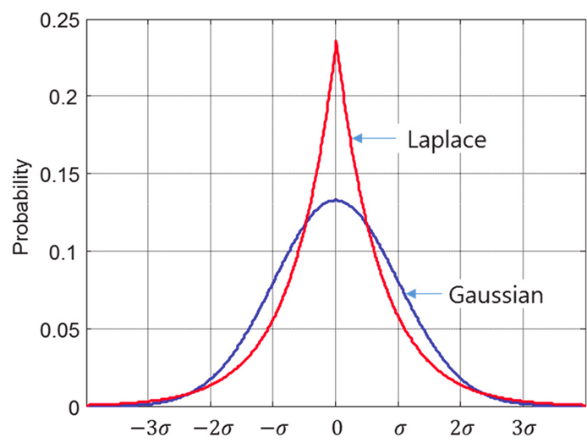 0.25
0.2
Laplace
0.15
Probability
0.1
Gaussian
0.05
0
−3σ −2σ −σ 0 σ 2σ 3σ